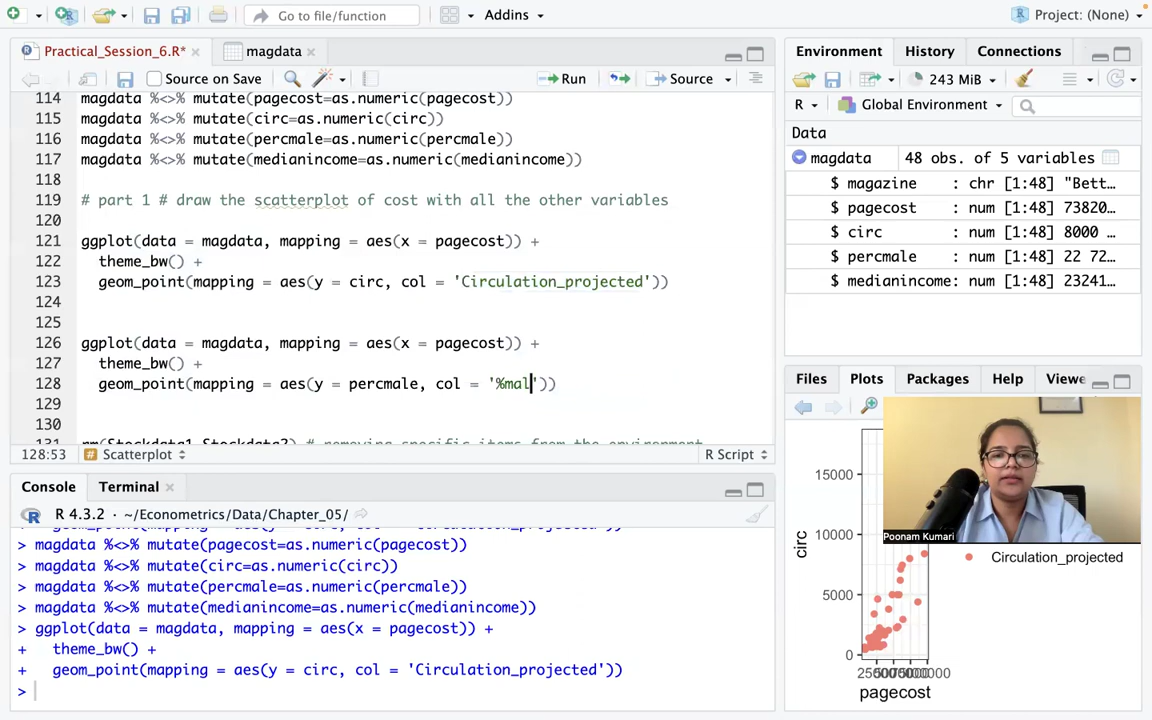 Go to file/function
Addins
Project: (None)
Practical_Session_6.R*
magdata
Source on Save
Run
Source
114 magdata %<>% mutate(pagecost=as.numeric(pagecost))
115 magdata %<>% mutate(circ=as.numeric(circ))
116 magdata %<>% mutate(percmale=as.numeric(percmale))
117 magdata %<>% mutate(medianincome=as.numeric(medianincome))
118
119 # part 1 # draw the scatterplot of cost with all the other variables
120
121 ggplot(data = magdata, mapping = aes(x = pagecost)) +
122 theme_bw() +
123 geom_point(mapping = aes(y = circ, col = 'Circulation_projected'))
124
125
126 ggplot(data = magdata, mapping = aes(x = pagecost)) +
127 theme_bw() +
128 geom_point(mapping = aes(y = percmale, col = '%mal'))
129
130
131 rm(Stockdata1, Stockdata2) # removing specific items from the environment
128:53
# Scatterplot
R Script
Console
Terminal
R 4.3.2 · ~/Econometrics/Data/Chapter_05/
> magdata %<>% mutate(pagecost=as.numeric(pagecost))
> magdata %<>% mutate(circ=as.numeric(circ))
> magdata %<>% mutate(percmale=as.numeric(percmale))
> magdata %<>% mutate(medianincome=as.numeric(medianincome))
> ggplot(data = magdata, mapping = aes(x = pagecost)) +
+ theme_bw() +
+ geom_point(mapping = aes(y = circ, col = 'Circulation_projected'))
>
Environment
History
Connections
243 MiB
R
Global Environment
Data
magdata 48 obs. of 5 variables
$ magazine : chr [1:48] "Bett…
$ pagecost : num [1:48] 73820…
$ circ : num [1:48] 8000 …
$ percmale : num [1:48] 22 72…
$ medianincome: num [1:48] 23241…
Files
Plots
Packages
Help
Viewe
15000
10000
5000
0
circ
pagecost
Circulation_projected
Poonam Kumari